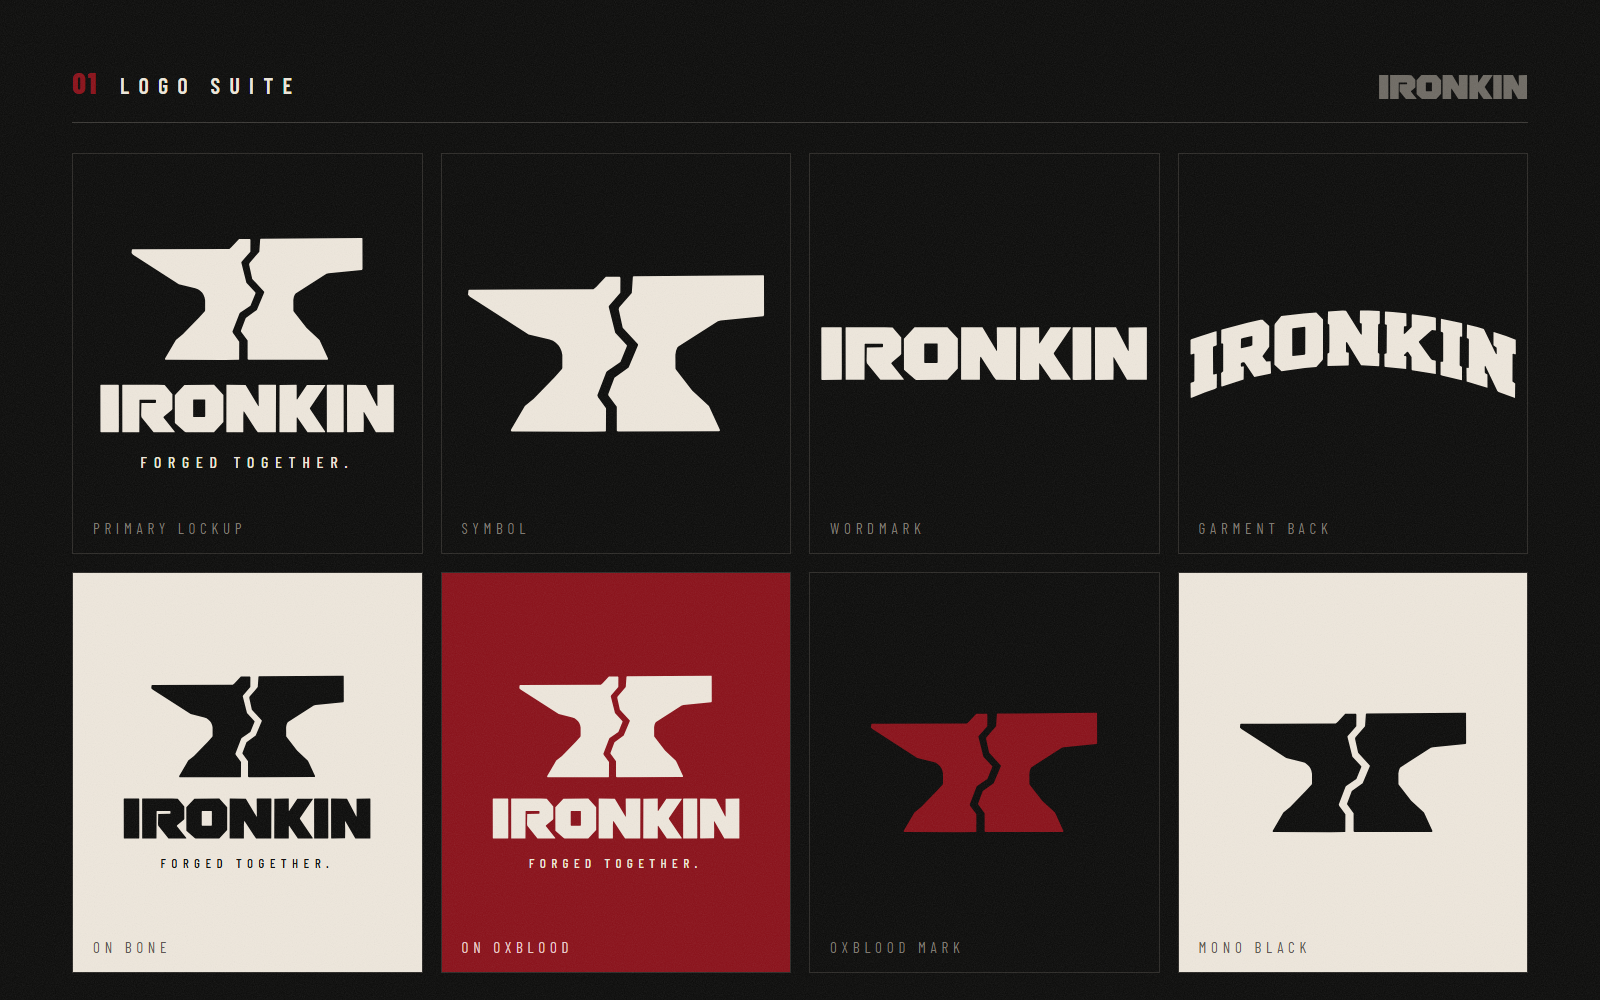 01 LOGO SUITE
IRONKIN
IRONKIN
FORGED TOGETHER.
PRIMARY LOCKUP
SYMBOL
IRONKIN
WORDMARK
IRONKIN
GARMENT BACK
IRONKIN
FORGED TOGETHER.
ON BONE
IRONKIN
FORGED TOGETHER.
ON OXBLOOD
OXBLOOD MARK
MONO BLACK